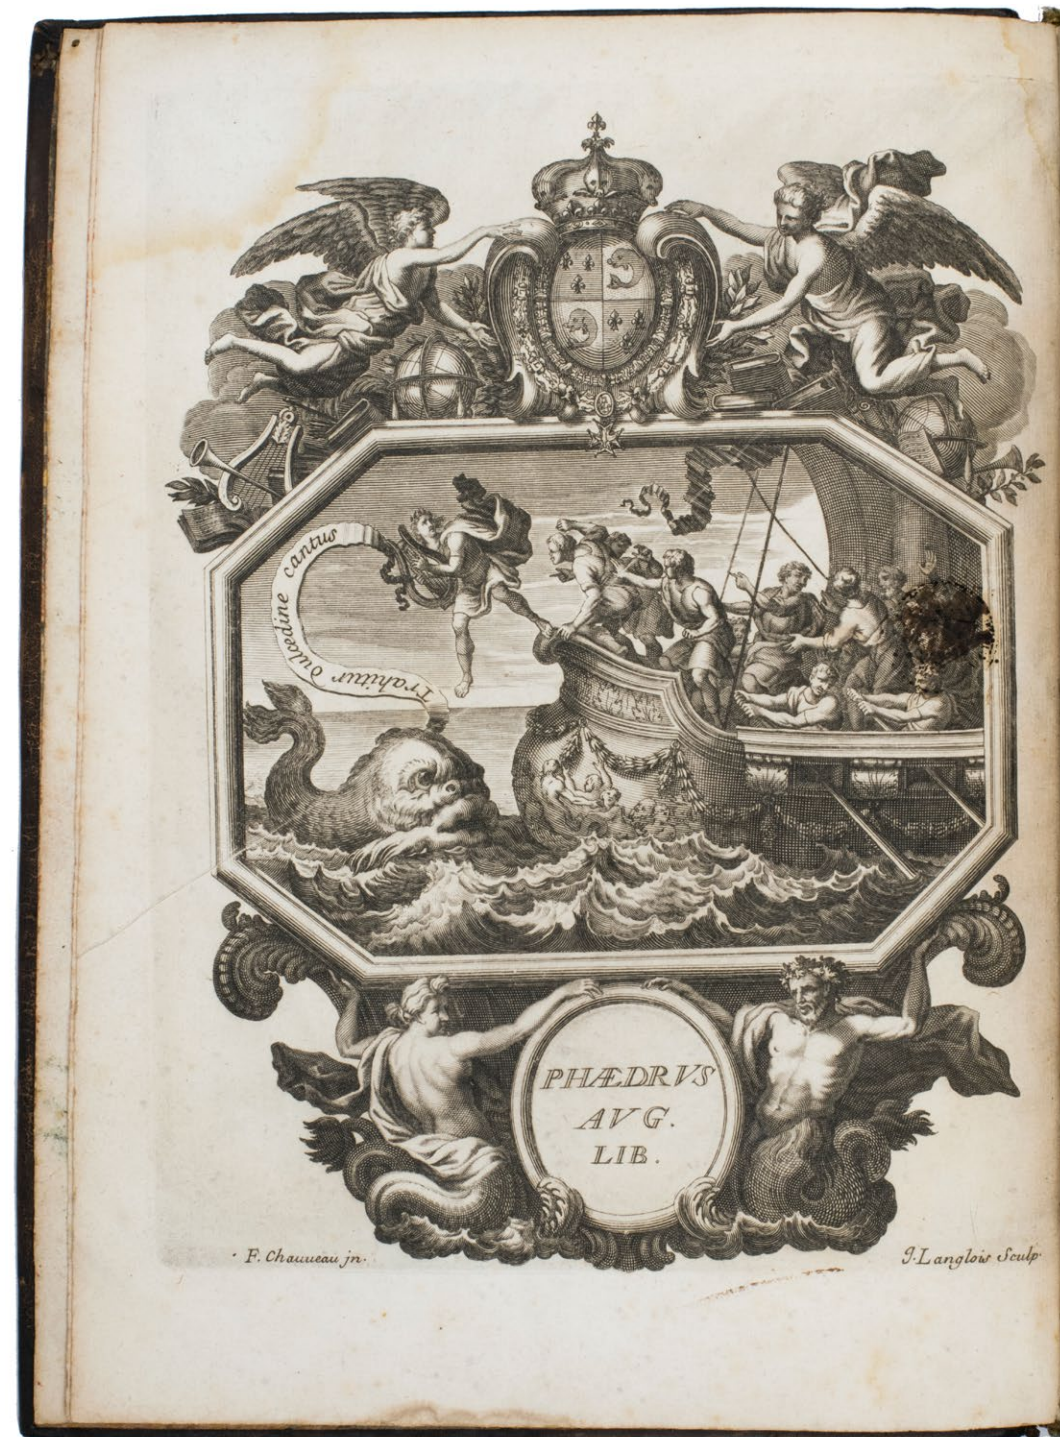 Trahitur dulcedine cantus
PHÆDRVS
AVG.
LIB.
F. Chauueau jn.
J. Langlois Sculp.